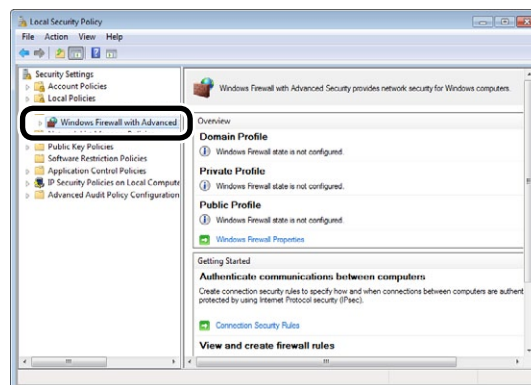 Local Security Policy
File Action View Help
Security Settings
Account Policies
Local Policies
Windows Firewall with Advanced
Public Key Policies
Software Restriction Policies
Application Control Policies
IP Security Policies on Local Compute
Advanced Audit Policy Configuration
Windows Firewall with Advanced Security provides network security for Windows computers.
Overview
Domain Profile
Windows Firewall state is not configured.
Private Profile
Windows Firewall state is not configured.
Public Profile
Windows Firewall state is not configured.
Windows Firewall Properties
Getting Started
Authenticate communications between computers
Create connection security rules to specify how and when connections between computers are authent
protected by using Internet Protocol security (IPsec).
Connection Security Rules
View and create firewall rules